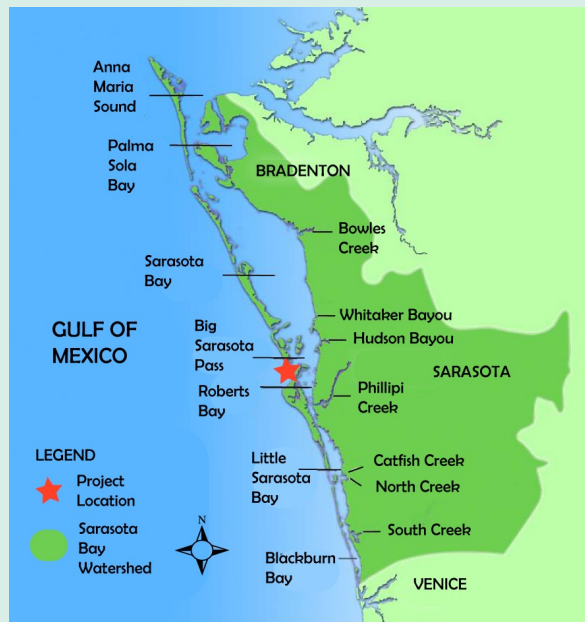 Anna
Maria
Sound
Palma
Sola
Bay
BRADENTON
Bowles
Creek
Sarasota
Bay
Whitaker Bayou
GULF OF
MEXICO
Big
Sarasota
Pass
Hudson Bayou
SARASOTA
Roberts
Bay
Phillipi
Creek
LEGEND
Project
Location
Sarasota
Bay
Watershed
N
Little
Sarasota
Bay
Catfish Creek
North Creek
South Creek
Blackburn
Bay
VENICE